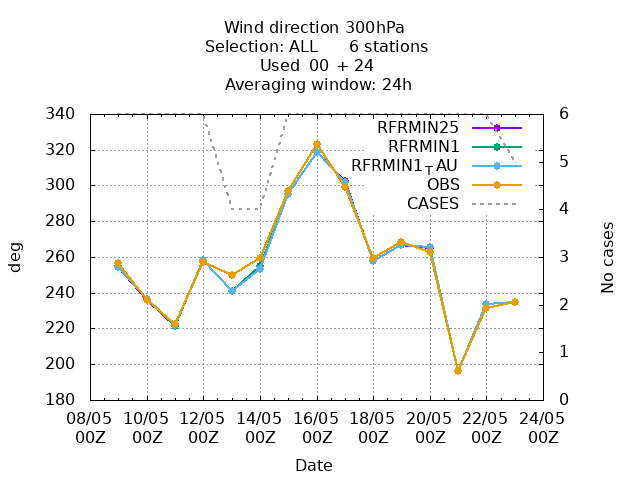 Wind direction 300hPa
Selection: ALL 6 stations
Used 00 + 24
Averaging window: 24h
340 6
RFRMIN25
RFRMIN1
320
5
RFRMIN1_TAU
300
OBS
CASES
280 4
260 3
deg
No cases
240
2
220
1
200
180 0
08/05 10/05 12/05 14/05 16/05 18/05 20/05 22/05 24/05
00Z 00Z 00Z 00Z 00Z 00Z 00Z 00Z 00Z
Date